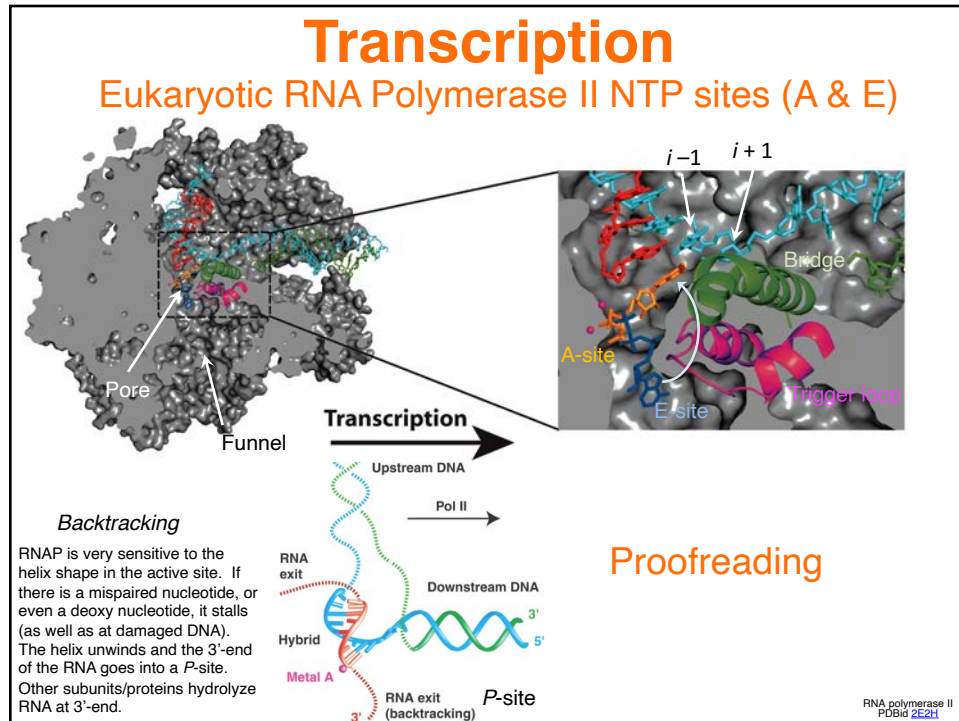 Transcription
Eukaryotic RNA Polymerase II NTP sites (A & E)
i –1
i + 1
Bridge
A-site
E-site
Trigger loop
Pore
Funnel
Transcription
Upstream DNA
Pol II
RNA
exit
Downstream DNA
3'
5'
Hybrid
Metal A
RNA exit
(backtracking)
3'
P-site
Backtracking
RNAP is very sensitive to the
helix shape in the active site.  If
there is a mispaired nucleotide, or
even a deoxy nucleotide, it stalls
(as well as at damaged DNA).
The helix unwinds and the 3'-end
of the RNA goes into a P-site.
Other subunits/proteins hydrolyze
RNA at 3'-end.
Proofreading
RNA polymerase II
PDBid 2E2H